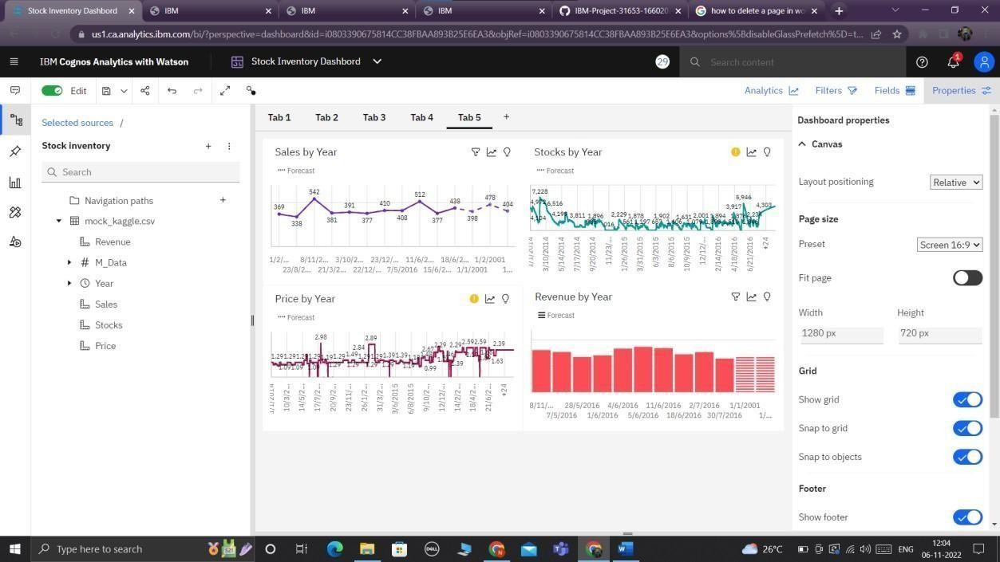 Stock Inventory Dashbord
IBM
IBM
IBM
IBM-Project-31653-166020
how to delete a page in wo
us1.ca.analytics.ibm.com/bi/?perspective=dashboard&id=i0803390675814CC38FBAA893B25E6EA3&objRef=i0803390675814CC38FBAA893B25E6EA3&options%5BdisableGlassPrefetch%5D=t...
IBM Cognos Analytics with Watson
Stock Inventory Dashbord
29
Search content
1
Edit
Analytics
Filters
Fields
Properties
Selected sources /
Stock inventory
Search
Navigation paths
mock_kaggle.csv
Revenue
# M_Data
Year
Sales
Stocks
Price
Tab 1
Tab 2
Tab 3
Tab 4
Tab 5
Sales by Year
Forecast
369
338
542
381
391
377
410
408
512
377
438
398
478
404
1/2/... 8/11/2... 3/10/2... 23/12/... 11/6/2... 18/6/2... 1/2/2001
23/8/2... 21/3/2... 22/12/... 7/5/2016 15/6/2... 1/1/2001 1...
Stocks by Year
Forecast
7,228
6,516
3,811
1,896
2,229
1,878
1,902
1,631
2,001
3,917
5,946
4,303
3/10/2014
5/14/2014
7/17/2014
9/20/2014
11/23/...
1/26/2015
3/31/2015
6/3/2015
8/6/2015
10/9/2015
12/12/...
2/14/2016
4/18/2016
6/21/2016
+24
Price by Year
Forecast
2.98
2.84
2.89
2.67
0.99
2.39
1.63
10/3/2...
14/5/2...
17/7/2...
20/9/2...
23/11/...
26/1/2...
31/3/2...
3/6/2015
6/8/2015
9/10/2...
12/12/...
14/2/2...
18/4/2...
21/6/2...
+24
Revenue by Year
Forecast
8/11/... 28/5/2016 4/6/2016 11/6/2016 2/7/2016 1/1/2001
7/5/2016 1/6/2016 5/6/2016 18/6/2016 30/7/2016 1/...
Dashboard properties
Canvas
Layout positioning
Relative
Page size
Preset
Screen 16:9
Fit page
Width
Height
1280 px
720 px
Grid
Show grid
Snap to grid
Snap to objects
Footer
Show footer
Type here to search
DELL
26°C
ENG
12:04
06-11-2022